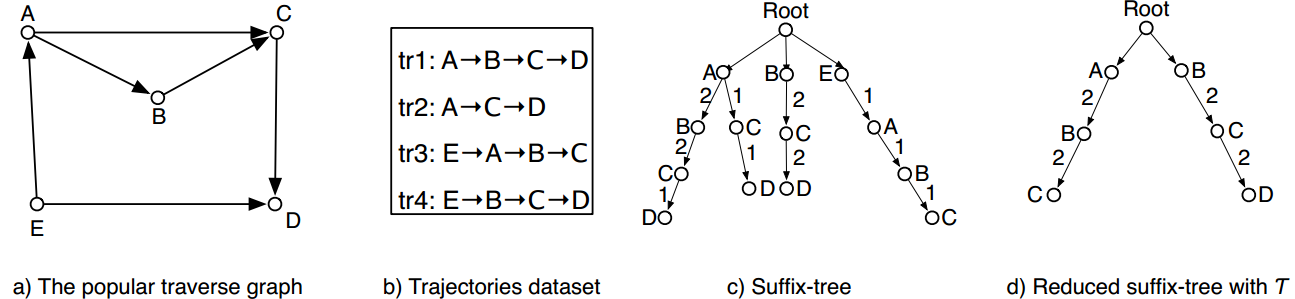 A
C
B
E
D
a) The popular traverse graph
tr1: A→B→C→D
tr2: A→C→D
tr3: E→A→B→C
tr4: E→B→C→D
b) Trajectories dataset
Root
A B E
2 1 2 1
B C C A
2 1 2 1
C D D B
1 1
D C
c) Suffix-tree
Root
A B
2 2
B C
2 2
C D
d) Reduced suffix-tree with T